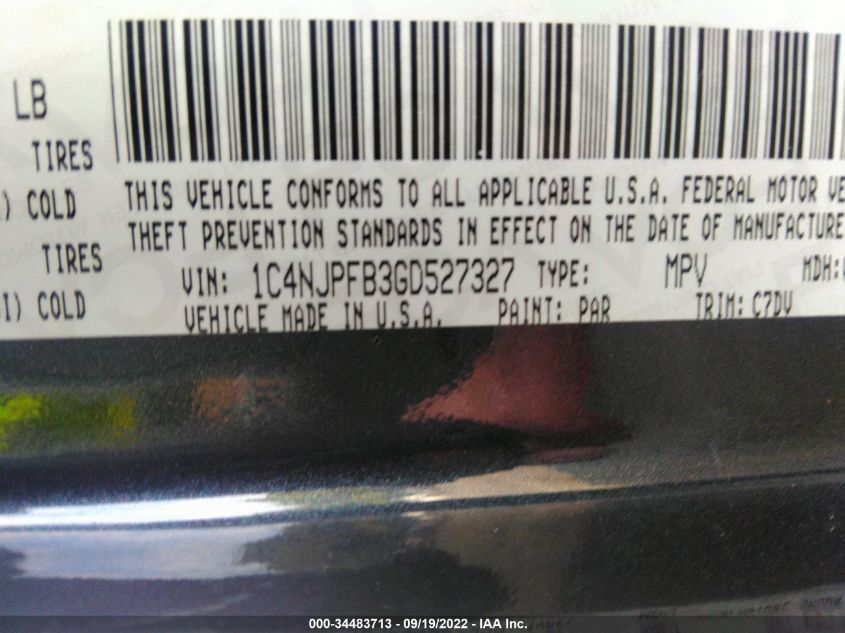 LB
TIRES
) COLD
TIRES
I) COLD
THIS VEHICLE CONFORMS TO ALL APPLICABLE U.S.A. FEDERAL MOTOR VE
THEFT PREVENTION STANDARDS IN EFFECT ON THE DATE OF MANUFACTURE
VIN: 1C4NJPFB3GD527327 TYPE: MPV MDH:
VEHICLE MADE IN U.S.A. PAINT: PAR TRIM: C7DV
000-34483713 - 09/19/2022 - IAA Inc.